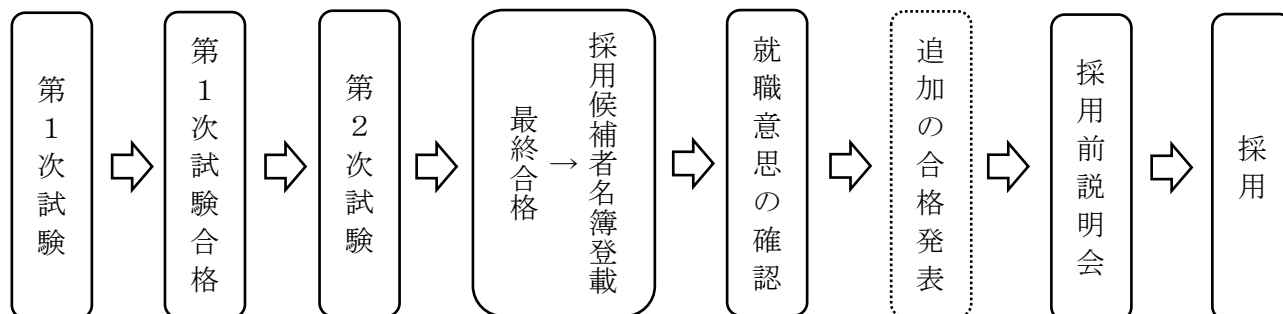 第１次試験
第１次試験合格
第２次試験
最終合格
→採用候補者名簿登載
就職意思の確認
追加の合格発表
採用前説明会
採用